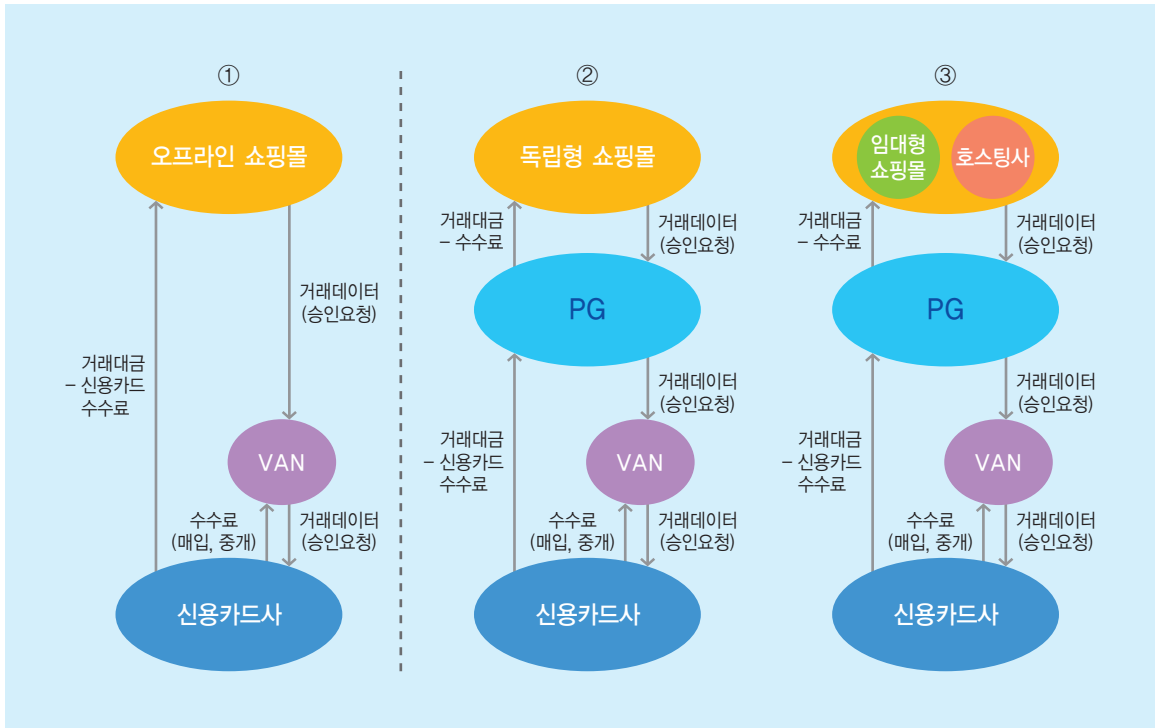 ①
오프라인 쇼핑몰
거래데이터
(승인요청)
거래대금
– 신용카드
수수료
VAN
수수료
(매입, 중개)
거래데이터
(승인요청)
신용카드사
②
독립형 쇼핑몰
거래대금
– 수수료
거래데이터
(승인요청)
PG
거래데이터
(승인요청)
거래대금
– 신용카드
수수료
VAN
수수료
(매입, 중개)
거래데이터
(승인요청)
신용카드사
③
임대형
쇼핑몰
호스팅사
거래대금
– 수수료
거래데이터
(승인요청)
PG
거래데이터
(승인요청)
거래대금
– 신용카드
수수료
VAN
수수료
(매입, 중개)
거래데이터
(승인요청)
신용카드사